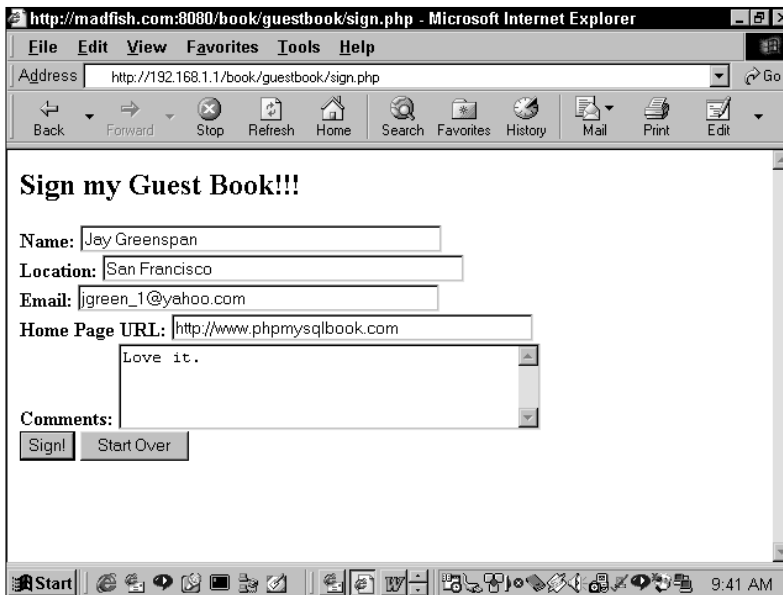 http://madfish.com:8080/book/guestbook/sign.php - Microsoft Internet Explorer
File Edit View Favorites Tools Help
Address http://192.168.1.1/book/guestbook/sign.php Go
Back Forward Stop Refresh Home Search Favorites History Mail Print Edit
Sign my Guest Book!!!
Name: Jay Greenspan
Location: San Francisco
Email: jgreen_1@yahoo.com
Home Page URL: http://www.phpmysqlbook.com
Love it.
Comments:
Sign! Start Over
Start 9:41 AM